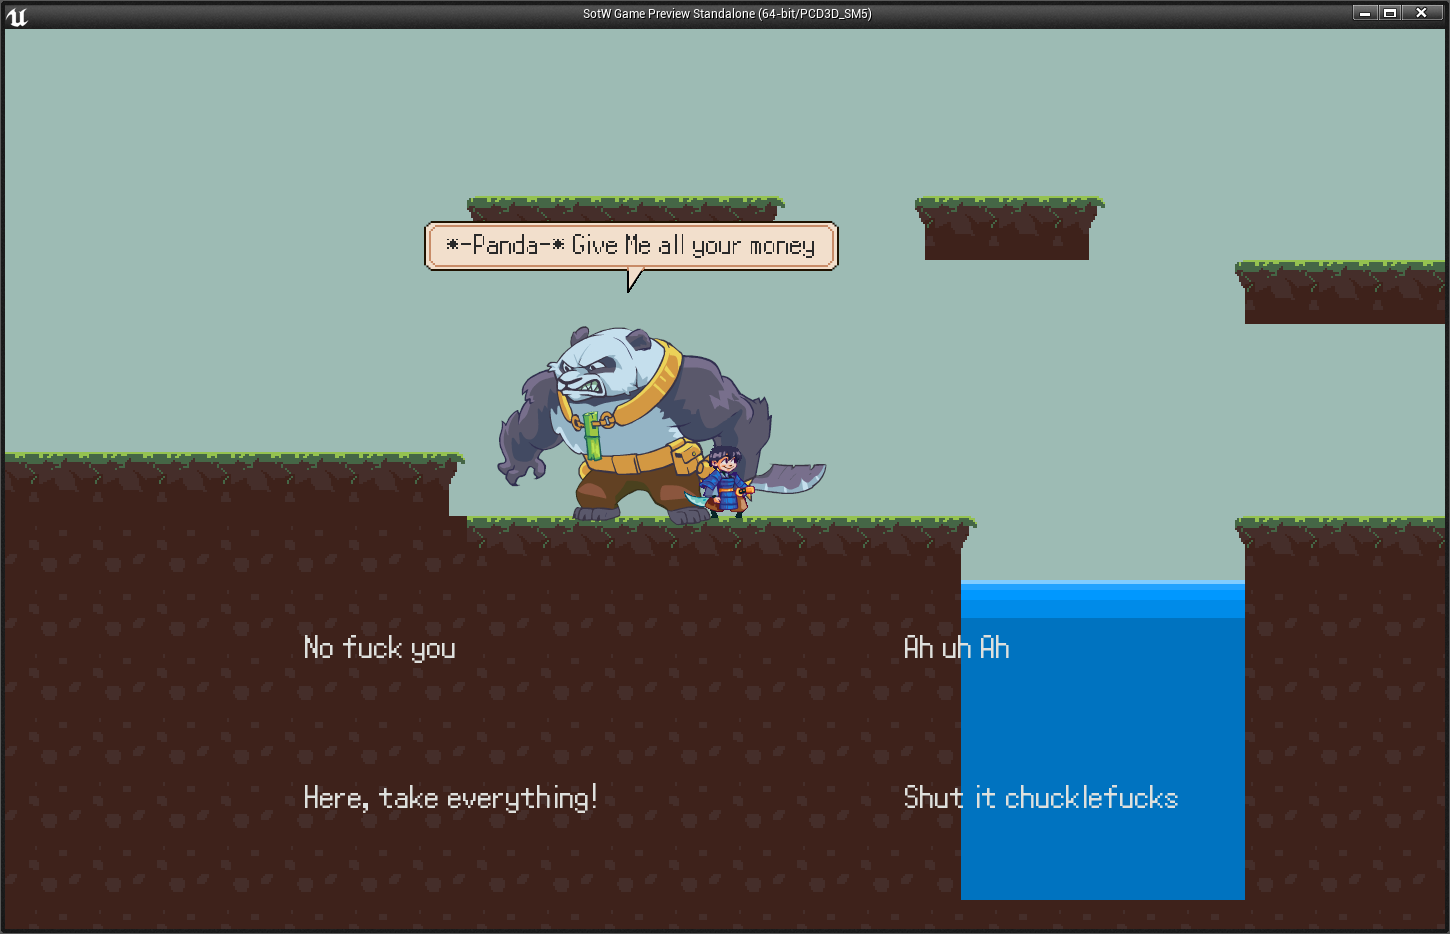 SotW Game Preview Standalone (64-bit/PCD3D_SM5)
*-Panda-* Give Me all your money
No fuck you
Ah uh Ah
Here, take everything!
Shut it chucklefucks